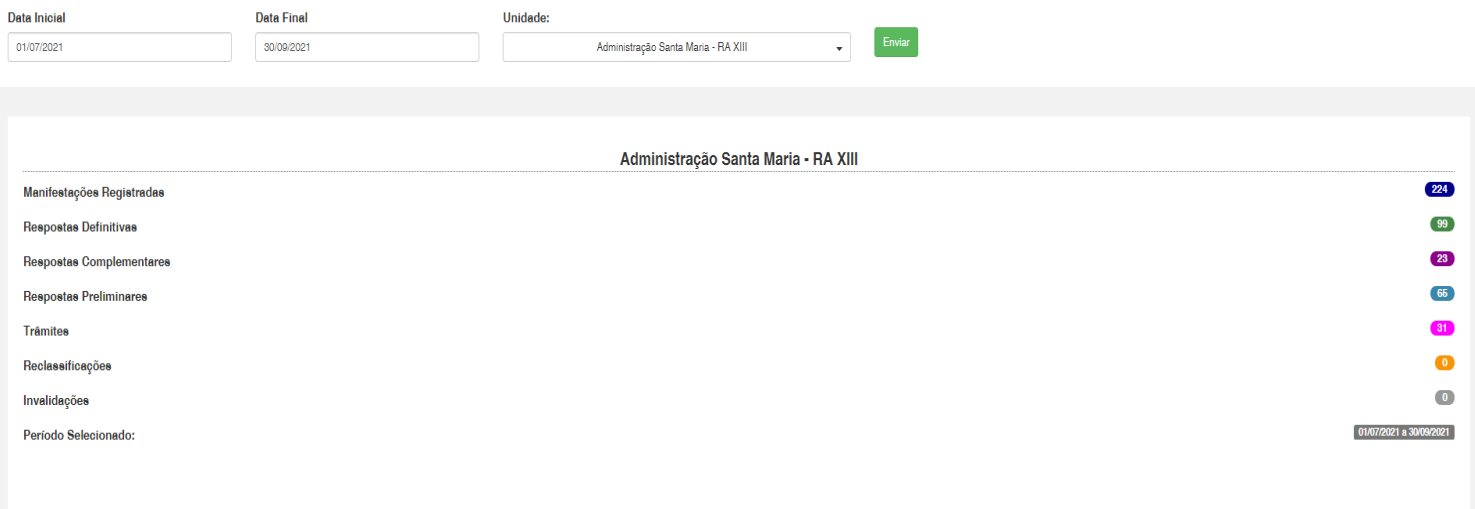 Data Inicial Data Final Unidade:
01/07/2021 30/09/2021 Administração Santa Maria - RA XIII Enviar
Administração Santa Maria - RA XIII
Manifestações Registradas 224
Respostas Definitivas 99
Respostas Complementares 23
Respostas Preliminares 65
Trâmites 31
Reclassificações 0
Invalidações 0
Período Selecionado: 01/07/2021 a 30/09/2021